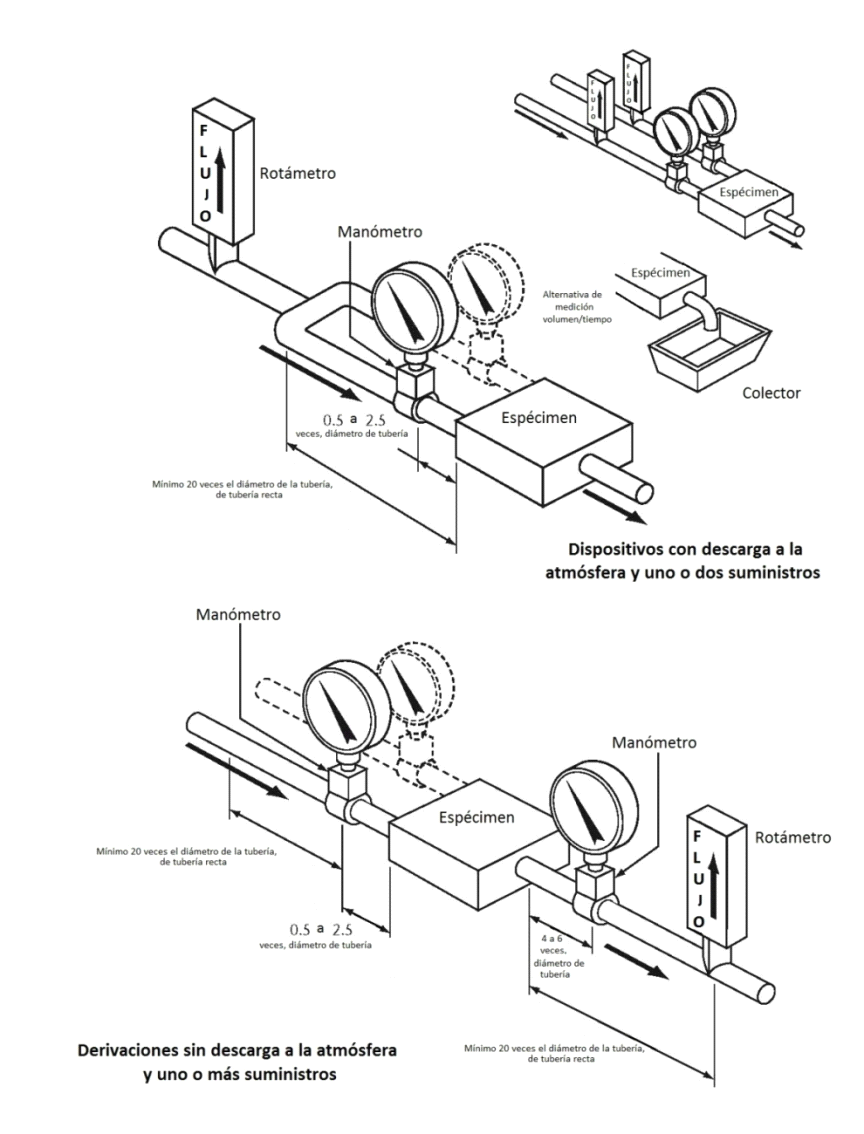 FLUJO
FLUJO
FLUJO
Rotámetro
Manómetro
Espécimen
Espécimen
Alternativa de
medición
volumen/tiempo
Colector
0.5 a 2.5
veces, diámetro de tubería
Espécimen
Mínimo 20 veces el diámetro de la tubería,
de tubería recta
Dispositivos con descarga a la
atmósfera y uno o dos suministros
Manómetro
Manómetro
Espécimen
FLUJO
Rotámetro
Mínimo 20 veces el diámetro de la tubería,
de tubería recta
0.5 a 2.5
veces, diámetro de tubería
4 a 6
veces,
diámetro de
tubería
Mínimo 20 veces el diámetro de la tubería,
de tubería recta
Derivaciones sin descarga a la atmósfera
y uno o más suministros